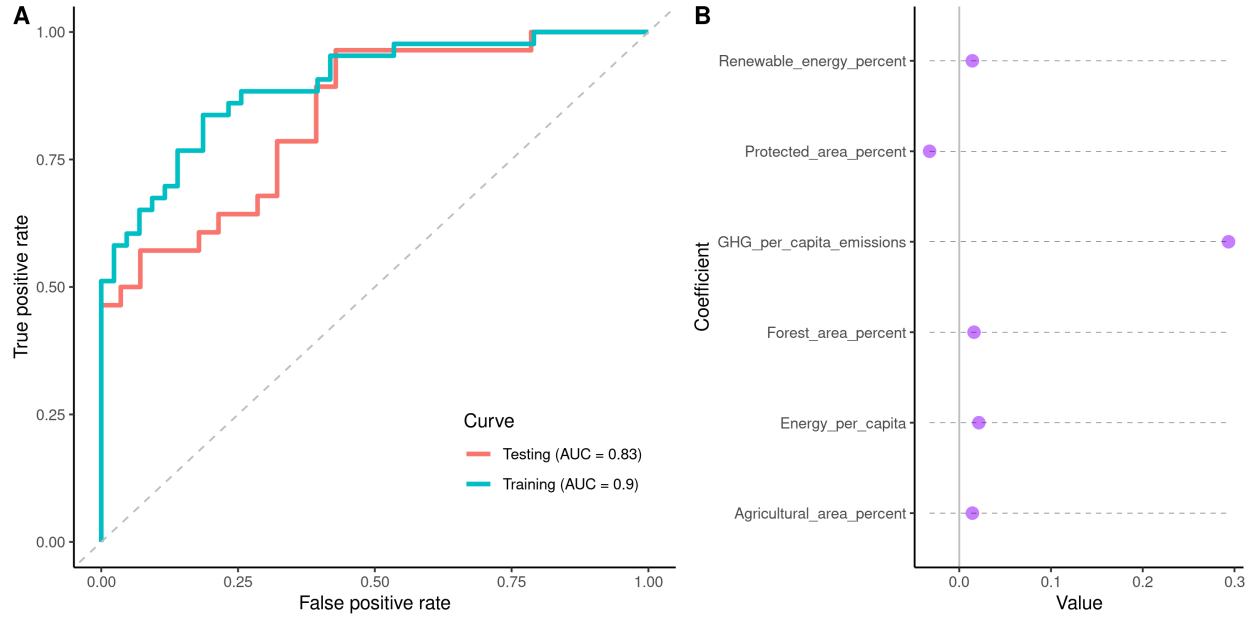 A
1.00
0.75
0.50
0.25
0.00
True positive rate
0.00 0.25 0.50 0.75 1.00
False positive rate
Curve
Testing (AUC = 0.83)
Training (AUC = 0.9)
B
Coefficient
Renewable_energy_percent
Protected_area_percent
GHG_per_capita_emissions
Forest_area_percent
Energy_per_capita
Agricultural_area_percent
0.0 0.1 0.2 0.3
Value